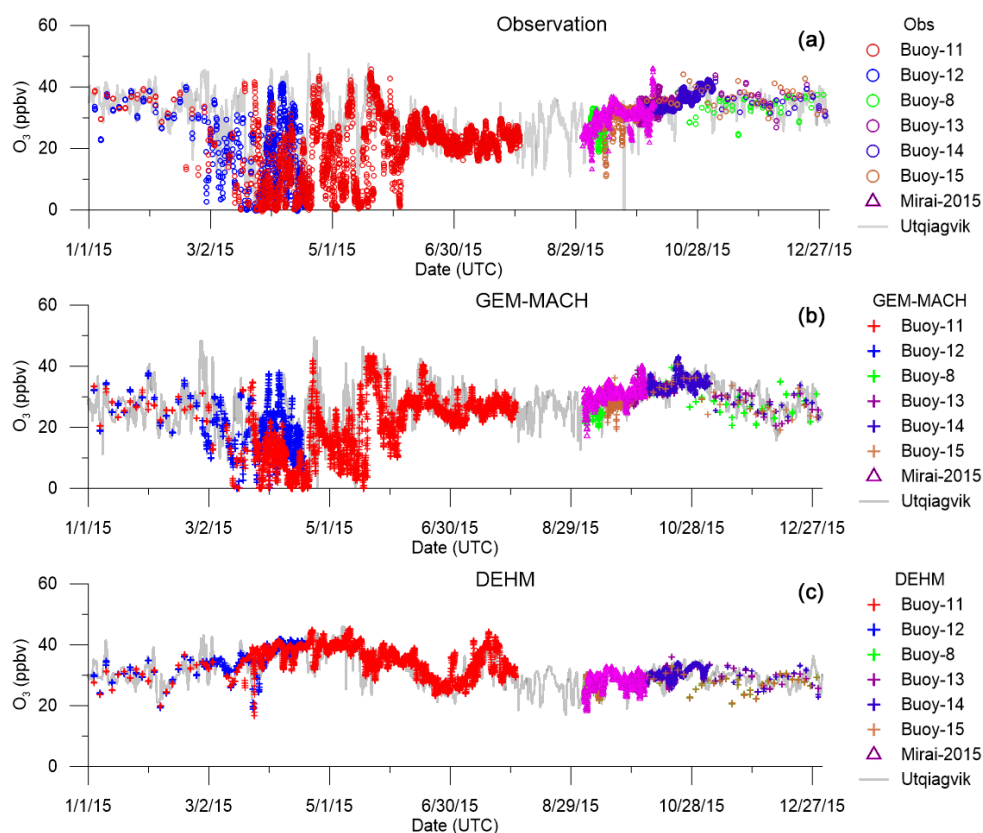 Observation
(a)
60
40
20
0
O3 (ppbv)
1/1/15 3/2/15 5/1/15 6/30/15 8/29/15 10/28/15 12/27/15
Date (UTC)
Obs
Buoy-11
Buoy-12
Buoy-8
Buoy-13
Buoy-14
Buoy-15
Mirai-2015
Utqiagvik
GEM-MACH
(b)
60
40
20
0
O3 (ppbv)
1/1/15 3/2/15 5/1/15 6/30/15 8/29/15 10/28/15 12/27/15
Date (UTC)
GEM-MACH
Buoy-11
Buoy-12
Buoy-8
Buoy-13
Buoy-14
Buoy-15
Mirai-2015
Utqiagvik
DEHM
(c)
60
40
20
0
O3 (ppbv)
1/1/15 3/2/15 5/1/15 6/30/15 8/29/15 10/28/15 12/27/15
Date (UTC)
DEHM
Buoy-11
Buoy-12
Buoy-8
Buoy-13
Buoy-14
Buoy-15
Mirai-2015
Utqiagvik